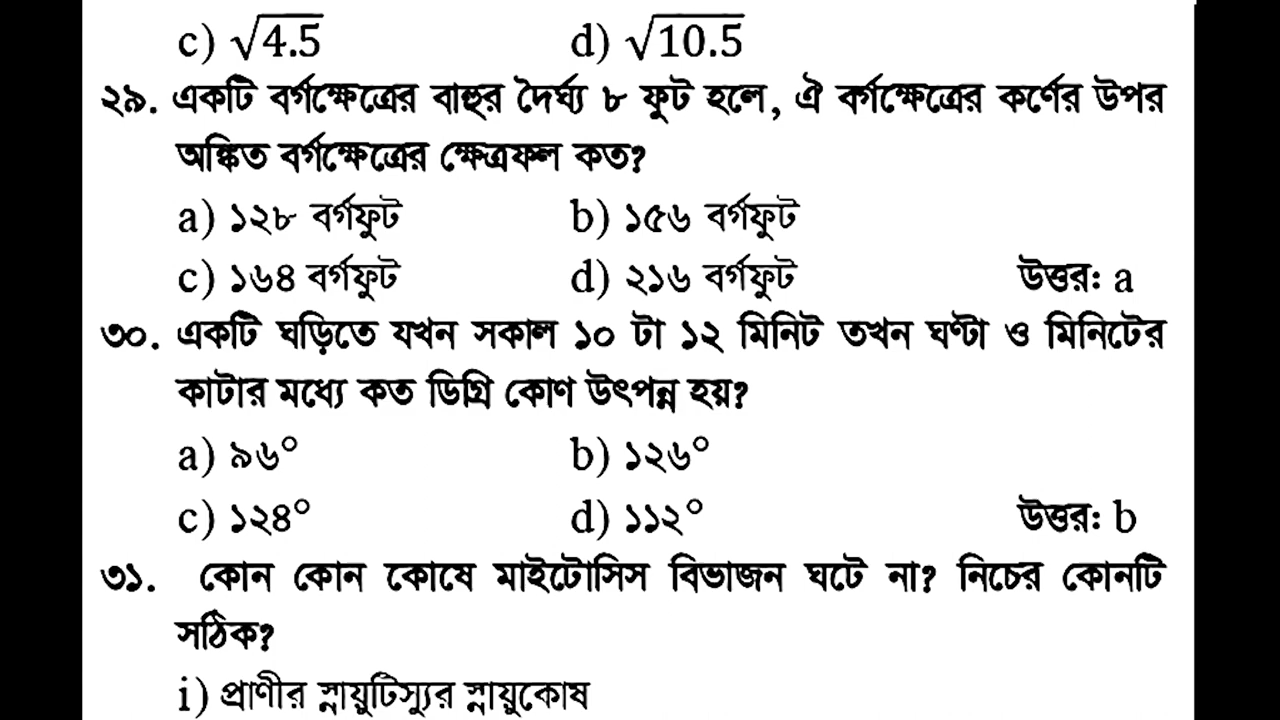 c) √4.5 d) √10.5
২৯. একটি বর্গক্ষেত্রের বাহুর দৈর্ঘ্য ৮ ফুট হলে, ঐ বর্গক্ষেত্রের কর্ণের উপর
অঙ্কিত বর্গক্ষেত্রের ক্ষেত্রফল কত?
a) ১২৮ বর্গফুট b) ১৫৬ বর্গফুট
c) ১৬৪ বর্গফুট d) ২১৬ বর্গফুট উত্তর: a
৩০. একটি ঘড়িতে যখন সকাল ১০ টা ১২ মিনিট তখন ঘণ্টা ও মিনিটের
কাটার মধ্যে কত ডিগ্রি কোণ উৎপন্ন হয়?
a) ৯৬° b) ১২৬°
c) ১২৪° d) ১১২° উত্তর: b
৩১. কোন কোন কোষে মাইটোসিস বিভাজন ঘটে না? নিচের কোনটি
সঠিক?
i) প্রাণীর স্নায়ুটিস্যুর স্নায়ুকোষ